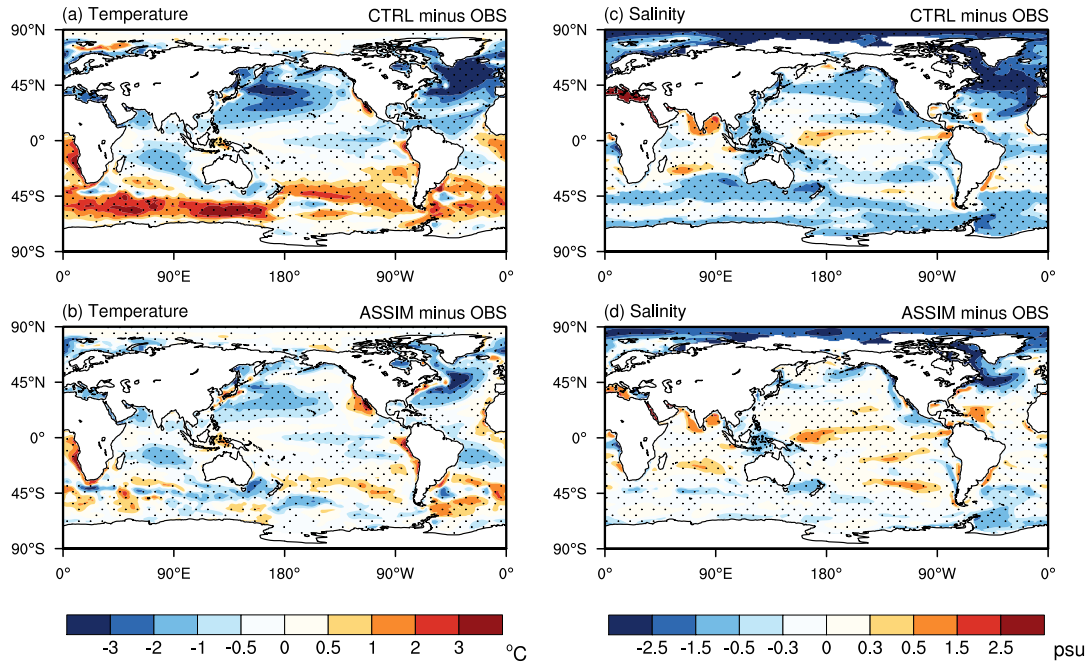 (a) Temperature CTRL minus OBS
90°N
45°N
0°
45°S
90°S
0° 90°E 180° 90°W 0°
(c) Salinity CTRL minus OBS
90°N
45°N
0°
45°S
90°S
0° 90°E 180° 90°W 0°
(b) Temperature ASSIM minus OBS
90°N
45°N
0°
45°S
90°S
0° 90°E 180° 90°W 0°
(d) Salinity ASSIM minus OBS
90°N
45°N
0°
45°S
90°S
0° 90°E 180° 90°W 0°
-3 -2 -1 -0.5 0 0.5 1 2 3 °C
-2.5 -1.5 -0.5 -0.3 0 0.3 0.5 1.5 2.5 psu